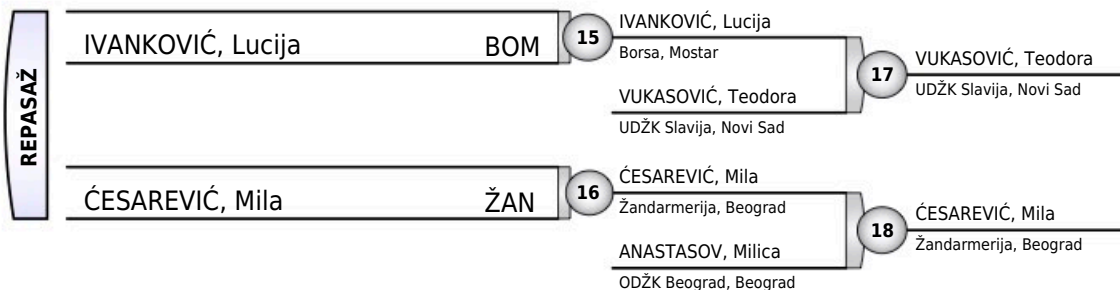 REPASAŽ
IVANKOVIĆ, Lucija BOM
15
IVANKOVIĆ, Lucija
Borsa, Mostar
VUKASOVIĆ, Teodora
UDŽK Slavija, Novi Sad
17
VUKASOVIĆ, Teodora
UDŽK Slavija, Novi Sad
ĆESAREVIĆ, Mila ŽAN
16
ĆESAREVIĆ, Mila
Žandarmerija, Beograd
ANASTASOV, Milica
ODŽK Beograd, Beograd
18
ĆESAREVIĆ, Mila
Žandarmerija, Beograd